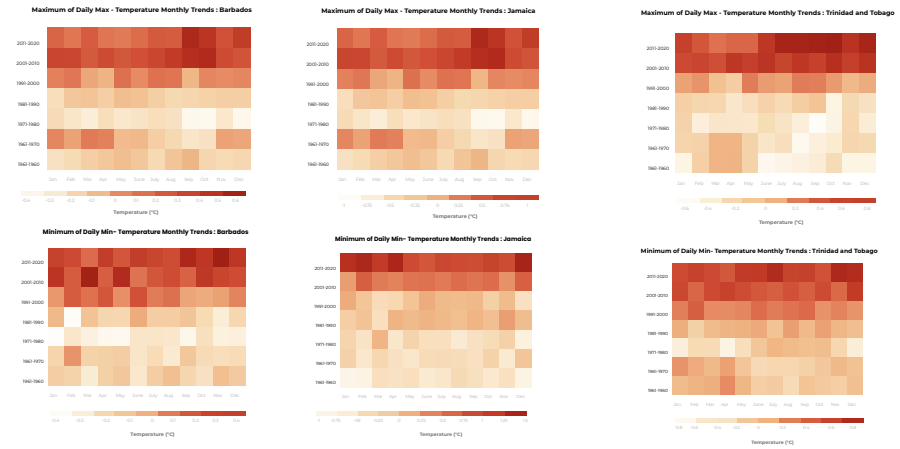 Maximum of Daily Max - Temperature Monthly Trends : Barbados
2011-2020
2001-2010
1991-2000
1981-1990
1971-1980
1961-1970
1951-1960
Jan Feb Mar Apr May June July Aug Sep Oct Nov Dec
Temperature (°C)
Maximum of Daily Max - Temperature Monthly Trends : Jamaica
2011-2020
2001-2010
1991-2000
1981-1990
1971-1980
1961-1970
1951-1960
Jan Feb Mar Apr May June July Aug Sep Oct Nov Dec
Temperature (°C)
Maximum of Daily Max - Temperature Monthly Trends : Trinidad and Tobago
2011-2020
2001-2010
1991-2000
1981-1990
1971-1980
1961-1970
1951-1960
Jan Feb Mar Apr May June July Aug Sep Oct Nov Dec
Temperature (°C)
Minimum of Daily Min- Temperature Monthly Trends : Barbados
2011-2020
2001-2010
1991-2000
1981-1990
1971-1980
1961-1970
1951-1960
Jan Feb Mar Apr May June July Aug Sep Oct Nov Dec
Temperature (°C)
Minimum of Daily Min- Temperature Monthly Trends : Jamaica
2011-2020
2001-2010
1991-2000
1981-1990
1971-1980
1961-1970
1951-1960
Jan Feb Mar Apr May June July Aug Sep Oct Nov Dec
Temperature (°C)
Minimum of Daily Min- Temperature Monthly Trends : Trinidad and Tobago
2011-2020
2001-2010
1991-2000
1981-1990
1971-1980
1961-1970
1951-1960
Jan Feb Mar Apr May June July Aug Sep Oct Nov Dec
Temperature (°C)